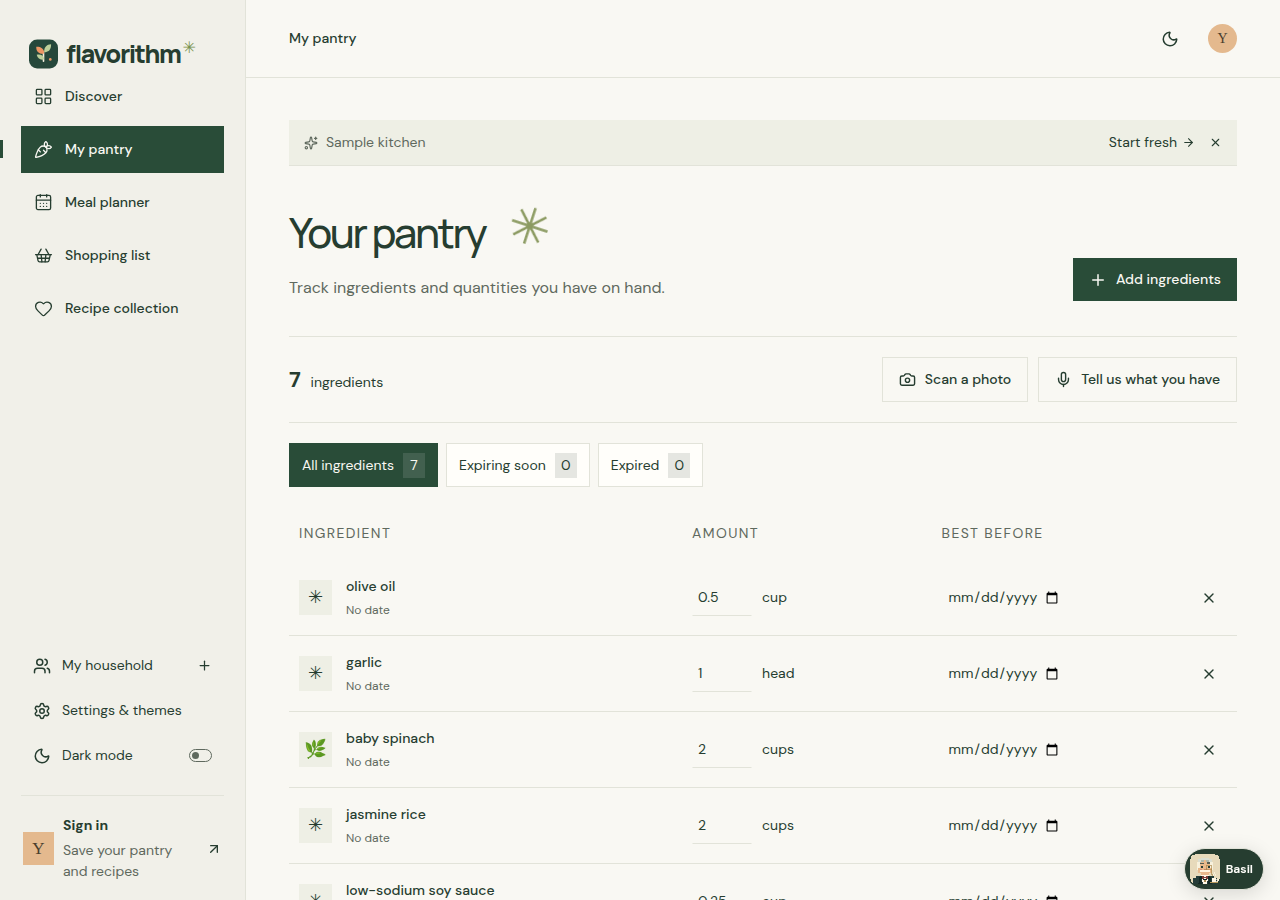 flavorithm
Discover
My pantry
Meal planner
Shopping list
Recipe collection
My household
Settings & themes
Dark mode
Y
Sign in
Save your pantry
and recipes
My pantry
Y
Sample kitchen
Start fresh
Your pantry
Track ingredients and quantities you have on hand.
Add ingredients
7 ingredients
Scan a photo
Tell us what you have
All ingredients 7
Expiring soon 0
Expired 0
INGREDIENT AMOUNT BEST BEFORE
olive oil
No date
0.5 cup mm/dd/yyyy
garlic
No date
1 head mm/dd/yyyy
baby spinach
No date
2 cups mm/dd/yyyy
jasmine rice
No date
2 cups mm/dd/yyyy
low-sodium soy sauce
Basil